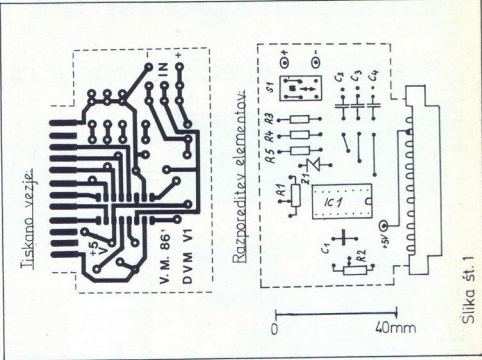 Tiskano vezje:
IN
+
+5
V
V. M. 86'
DVM V1
Razporeditev elementov:
+
-
S1
C2
C3
C4
R3
R4
R5
Z1
R1
IC1
C1
R2
+5V
0
40mm
Slika št. 1